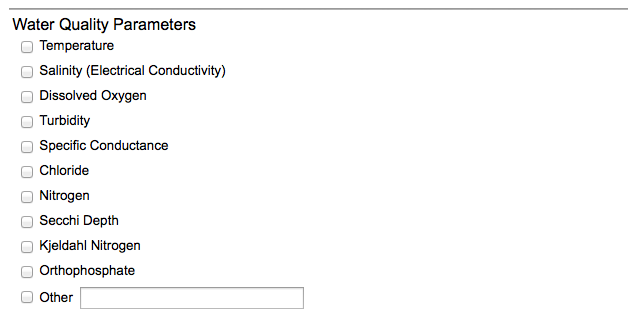 Water Quality Parameters
Temperature
Salinity (Electrical Conductivity)
Dissolved Oxygen
Turbidity
Specific Conductance
Chloride
Nitrogen
Secchi Depth
Kjeldahl Nitrogen
Orthophosphate
Other